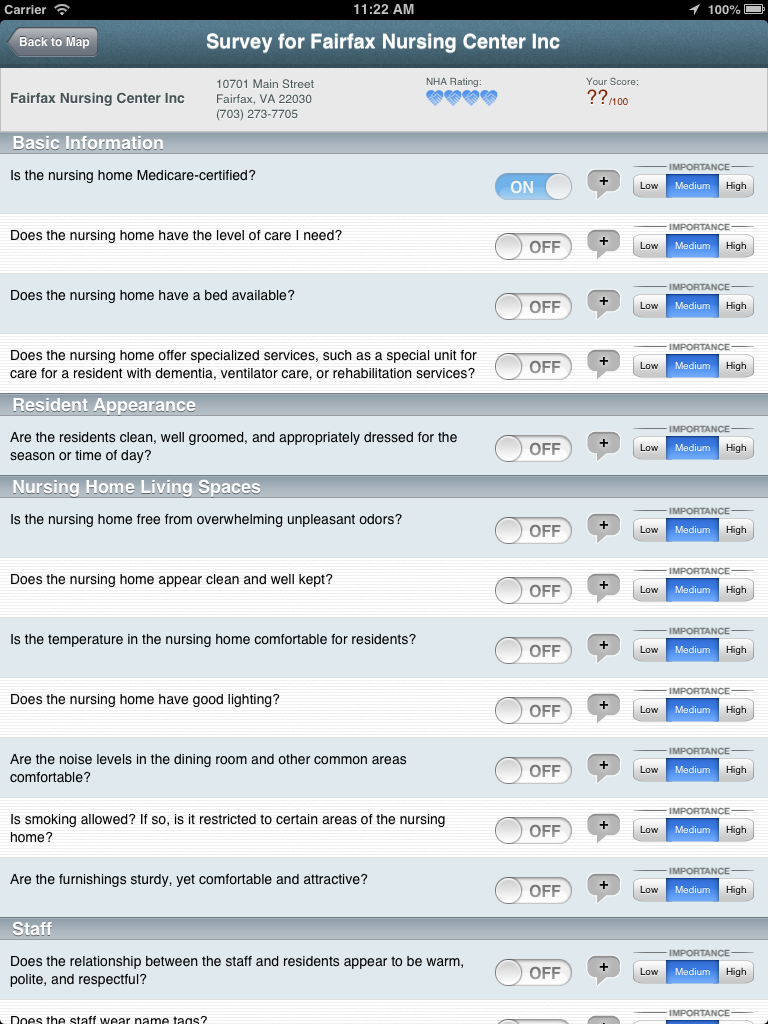 Carrier 11:22 AM 100%
Back to Map Survey for Fairfax Nursing Center Inc
Fairfax Nursing Center Inc
10701 Main Street
Fairfax, VA 22030
(703) 273-7705
NHA Rating:
Your Score:
??/100
Basic Information
IMPORTANCE
Is the nursing home Medicare-certified? ON + Low Medium High
IMPORTANCE
Does the nursing home have the level of care I need? OFF + Low Medium High
IMPORTANCE
Does the nursing home have a bed available? OFF + Low Medium High
IMPORTANCE
Does the nursing home offer specialized services, such as a special unit for
care for a resident with dementia, ventilator care, or rehabilitation services? OFF + Low Medium High
Resident Appearance
IMPORTANCE
Are the residents clean, well groomed, and appropriately dressed for the
season or time of day? OFF + Low Medium High
Nursing Home Living Spaces
IMPORTANCE
Is the nursing home free from overwhelming unpleasant odors? OFF + Low Medium High
IMPORTANCE
Does the nursing home appear clean and well kept? OFF + Low Medium High
IMPORTANCE
Is the temperature in the nursing home comfortable for residents? OFF + Low Medium High
IMPORTANCE
Does the nursing home have good lighting? OFF + Low Medium High
IMPORTANCE
Are the noise levels in the dining room and other common areas
comfortable? OFF + Low Medium High
IMPORTANCE
Is smoking allowed? If so, is it restricted to certain areas of the nursing
home? OFF + Low Medium High
IMPORTANCE
Are the furnishings sturdy, yet comfortable and attractive? OFF + Low Medium High
Staff
IMPORTANCE
Does the relationship between the staff and residents appear to be warm,
polite, and respectful? OFF + Low Medium High
IMPORTANCE
Does the staff wear name tags?